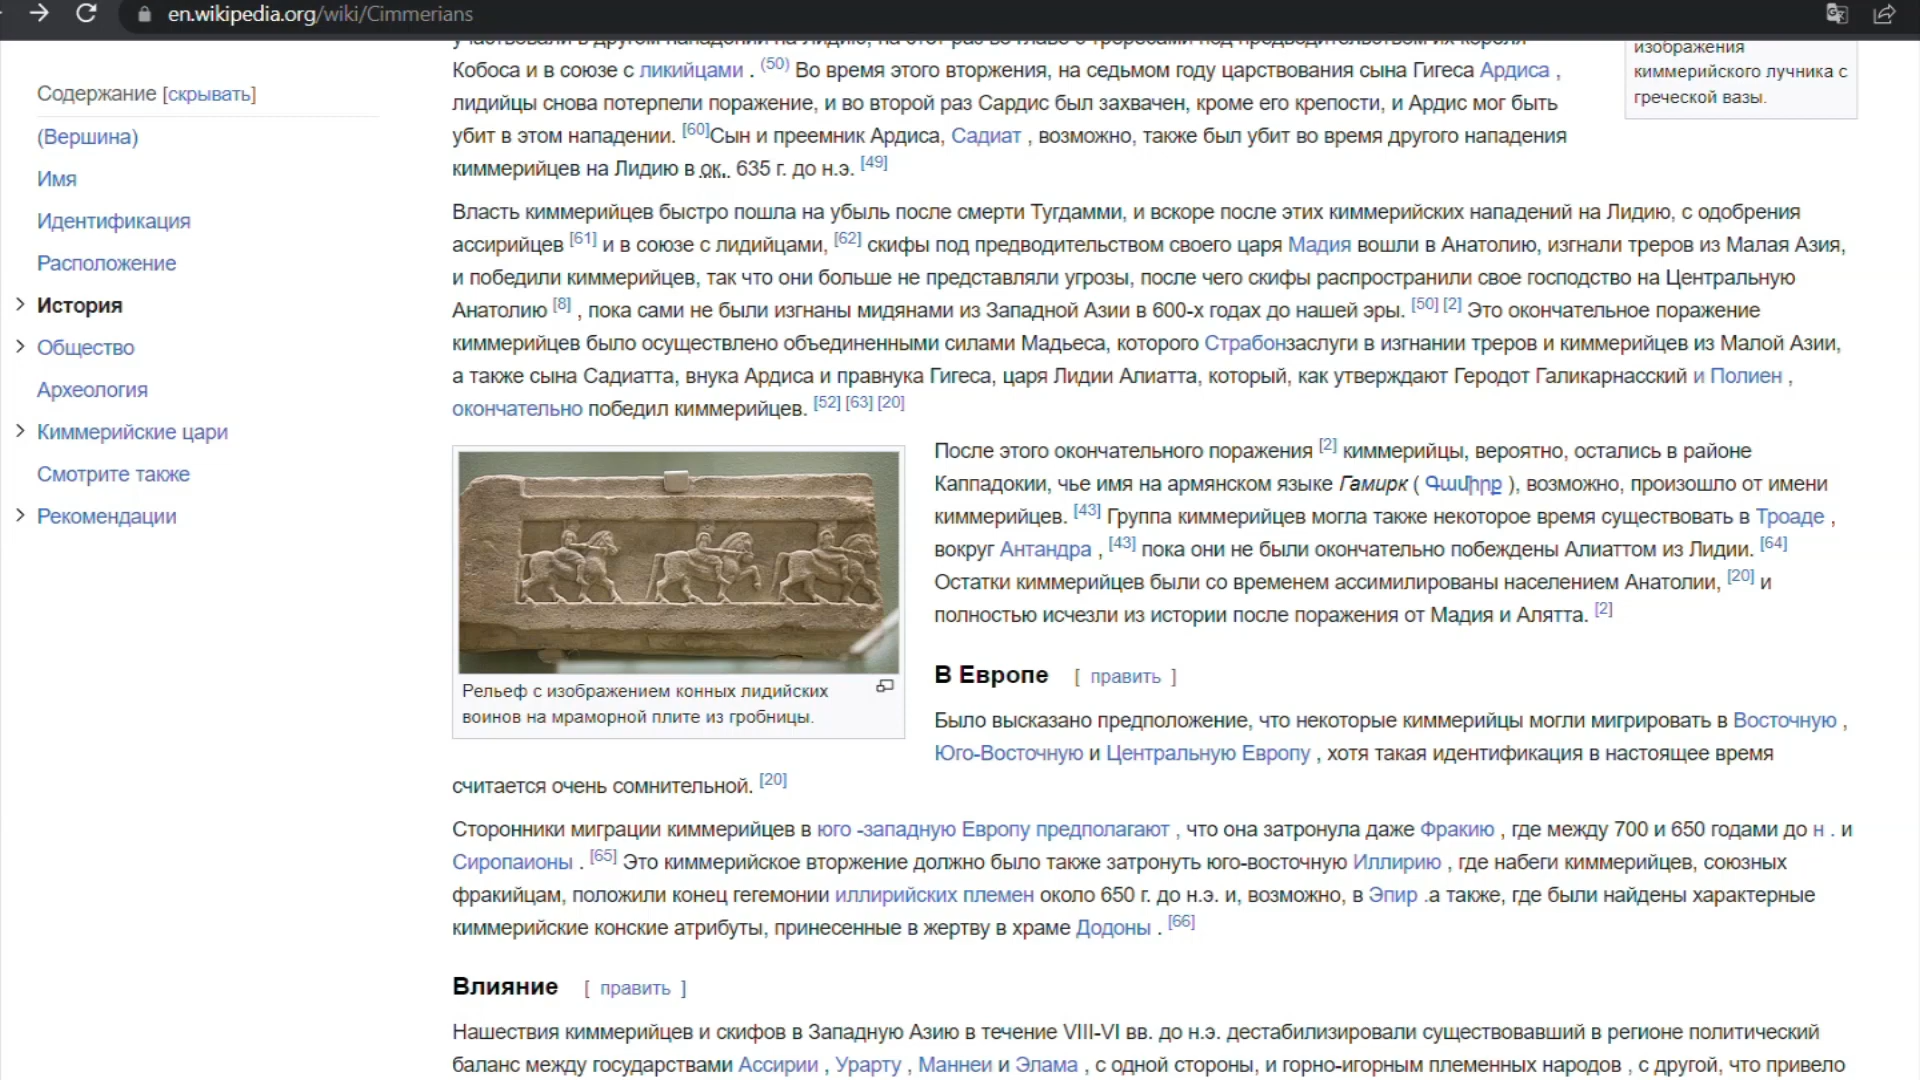 en.wikipedia.org/wiki/Cimmerians
Содержание [скрывать]
(Вершина)
Имя
Идентификация
Расположение
История
Общество
Археология
Киммерийские цари
Смотрите также
Рекомендации
участвовали в другом нападении на Лидию, на этот раз во главе с трересами под предводительством их короля
Кобоса и в союзе с ликийцами . (50) Во время этого вторжения, на седьмом году царствования сына Гигеса Ардиса ,
лидийцы снова потерпели поражение, и во второй раз Сардис был захвачен, кроме его крепости, и Ардис мог быть
убит в этом нападении. [60]Сын и преемник Ардиса, Садиат , возможно, также был убит во время другого нападения
киммерийцев на Лидию в ок. 635 г. до н.э. [49]
изображения
киммерийского лучника с
греческой вазы.
Власть киммерийцев быстро пошла на убыль после смерти Тугдамми, и вскоре после этих киммерийских нападений на Лидию, с одобрения
ассирийцев [61] и в союзе с лидийцами, [62] скифы под предводительством своего царя Мадия вошли в Анатолию, изгнали треров из Малая Азия,
и победили киммерийцев, так что они больше не представляли угрозы, после чего скифы распространили свое господство на Центральную
Анатолию [8] , пока сами не были изгнаны мидянами из Западной Азии в 600-х годах до нашей эры. [50] [2] Это окончательное поражение
киммерийцев было осуществлено объединенными силами Мадьеса, которого Страбонзаслуги в изгнании треров и киммерийцев из Малой Азии,
а также сына Садиатта, внука Ардиса и правнука Гигеса, царя Лидии Алиатта, который, как утверждают Геродот Галикарнасский и Полиен ,
окончательно победил киммерийцев. [52] [63] [20]
После этого окончательного поражения [2] киммерийцы, вероятно, остались в районе
Каппадокии, чье имя на армянском языке Гамирк ( Գամիրք ), возможно, произошло от имени
киммерийцев. [43] Группа киммерийцев могла также некоторое время существовать в Троаде ,
вокруг Антандра , [43] пока они не были окончательно побеждены Алиаттом из Лидии. [64]
Остатки киммерийцев были со временем ассимилированы населением Анатолии, [20] и
полностью исчезли из истории после поражения от Мадия и Алятта. [2]
Рельеф с изображением конных лидийских
воинов на мраморной плите из гробницы.
В Европе [ править ]
Было высказано предположение, что некоторые киммерийцы могли мигрировать в Восточную ,
Юго-Восточную и Центральную Европу , хотя такая идентификация в настоящее время
считается очень сомнительной. [20]
Сторонники миграции киммерийцев в юго -западную Европу предполагают , что она затронула даже Фракию , где между 700 и 650 годами до н . и
Сиропаионы . [65] Это киммерийское вторжение должно было также затронуть юго-восточную Иллирию , где набеги киммерийцев, союзных
фракийцам, положили конец гегемонии иллирийских племен около 650 г. до н.э. и, возможно, в Эпир .а также, где были найдены характерные
киммерийские конские атрибуты, принесенные в жертву в храме Додоны . [66]
Влияние [ править ]
Нашествия киммерийцев и скифов в Западную Азию в течение VIII-VI вв. до н.э. дестабилизировали существовавший в регионе политический
баланс между государствами Ассирии , Урарту , Маннеи и Элама , с одной стороны, и горно-игорным племенных народов , с другой, что привело